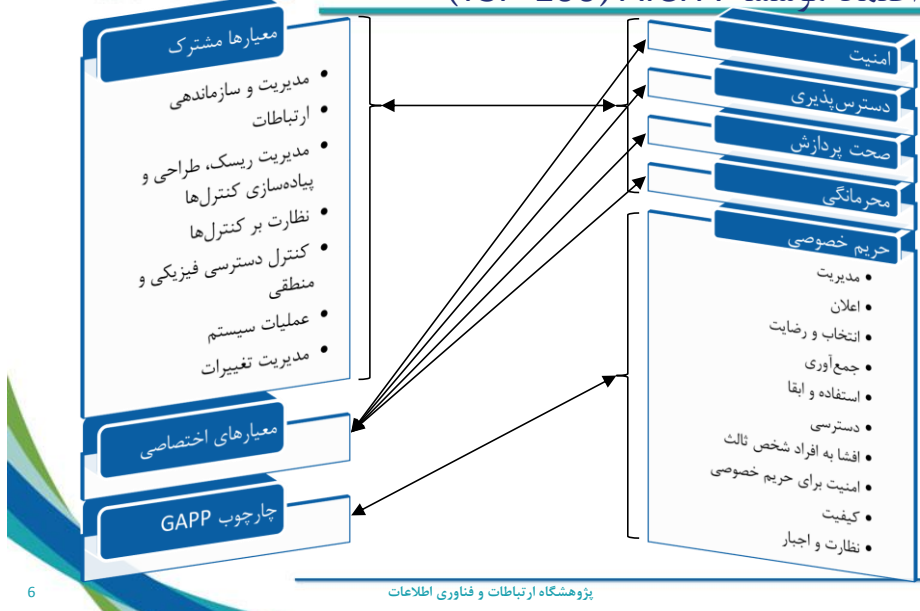 (TSP 100) AICPA
امنیت
دسترس‌پذیری
صحت پردازش
محرمانگی
حریم خصوصی
• مدیریت
• اعلان
• انتخاب و رضایت
• جمع‌آوری
• استفاده و ابقا
• دسترسی
• افشا به افراد شخص ثالث
• امنیت برای حریم خصوصی
• کیفیت
• نظارت و اجبار
معیارها مشترک
• مدیریت و سازماندهی
• ارتباطات
• مدیریت ریسک، طراحی و
پیاده‌سازی کنترل‌ها
• نظارت بر کنترل‌ها
• کنترل دسترسی فیزیکی و
منطقی
• عملیات سیستم
• مدیریت تغییرات
معیارهای اختصاصی
چارچوب GAPP
پژوهشگاه ارتباطات و فناوری اطلاعات
6